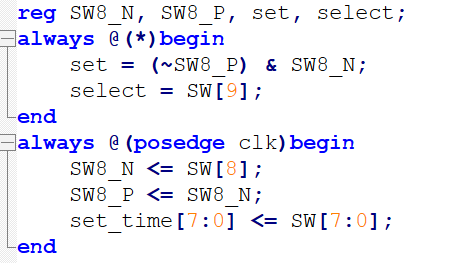 reg SW8_N, SW8_P, set, select;
always @(*)begin
set = (~SW8_P) & SW8_N;
select = SW[9];
end
always @(posedge clk)begin
SW8_N <= SW[8];
SW8_P <= SW8_N;
set_time[7:0] <= SW[7:0];
end